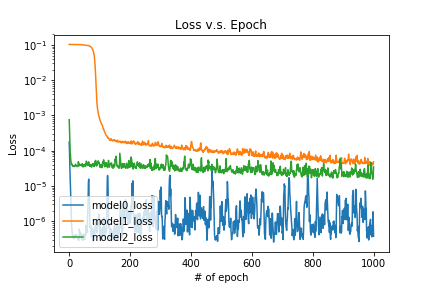 Loss v.s. Epoch
10⁻¹
10⁻²
10⁻³
10⁻⁴
10⁻⁵
10⁻⁶
Loss
model0_loss
model1_loss
model2_loss
0 200 400 600 800 1000
# of epoch